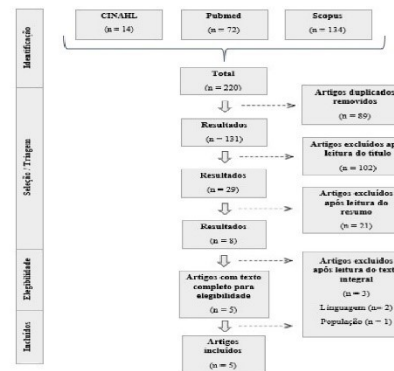 CINAHL
(n = 14)
Pubmed
(n = 72)
Scopus
(n = 134)
Identificação
Total
(n = 220)
Artigos duplicados
removidos
(n = 89)
Seleção / Triagem
Resultados
(n = 131)
Artigos excluídos apó
leitura do título
(n = 102)
Resultados
(n = 29)
Artigos excluídos
após leitura do
resumo
(n = 21)
Resultados
(n = 8)
Elegibilidade
Artigos com texto
completo para
elegibilidade
(n = 5)
Artigos excluídos
após leitura do text
integral
(n = 3)
Linguagem (n= 2)
População (n = 1)
Incluídos
Artigos
incluídos
(n = 5)